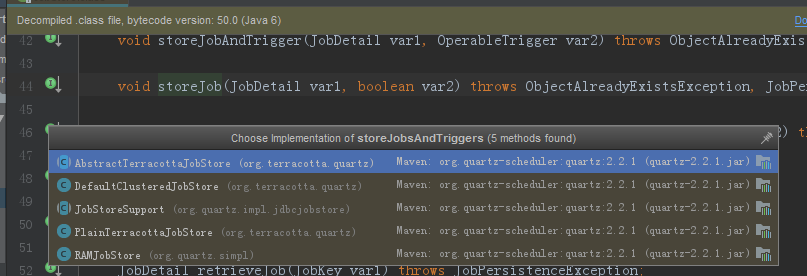 Decompiled .class file, bytecode version: 50.0 (Java 6)
42 void storeJobAndTrigger(JobDetail var1, OperableTrigger var2) throws ObjectAlreadyExis
43
44 void storeJob(JobDetail var1, boolean var2) throws ObjectAlreadyExistsException, JobPe
45
46 2) th
Choose Implementation of storeJobsAndTriggers (5 methods found)
AbstractTerracottaJobStore (org.terracotta.quartz) Maven: org.quartz-scheduler:quartz:2.2.1 (quartz-2.2.1.jar)
DefaultClusteredJobStore (org.terracotta.quartz) Maven: org.quartz-scheduler:quartz:2.2.1 (quartz-2.2.1.jar)
JobStoreSupport (org.quartz.impl.jdbcjobstore) Maven: org.quartz-scheduler:quartz:2.2.1 (quartz-2.2.1.jar)
PlainTerracottaJobStore (org.terracotta.quartz) Maven: org.quartz-scheduler:quartz:2.2.1 (quartz-2.2.1.jar)
RAMJobStore (org.quartz.simpl) Maven: org.quartz-scheduler:quartz:2.2.1 (quartz-2.2.1.jar)
52 JobDetail retrieveJob(JobKey var1) throws JobPersistenceException;